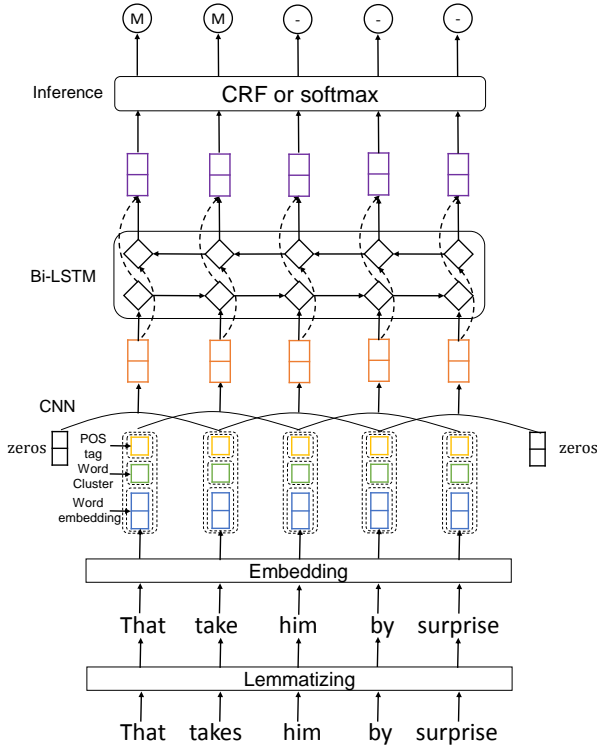 M M - - -
Inference
CRF or softmax
Bi-LSTM
CNN
zeros
POS
tag
zeros
Word
Cluster
Word
embedding
Embedding
That take him by surprise
Lemmatizing
That takes him by surprise